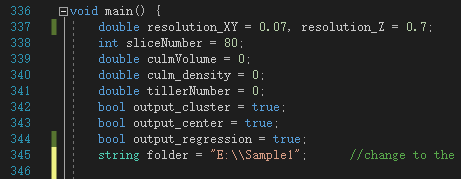 336 void main() {
337 double resolution_XY = 0.07, resolution_Z = 0.7;
338 int sliceNumber = 80;
339 double culmVolume = 0;
340 double culm_density = 0;
341 double tillerNumber = 0;
342 bool output_cluster = true;
343 bool output_center = true;
344 bool output_regression = true;
345 string folder = "E:\\Sample1"; //change to the
346